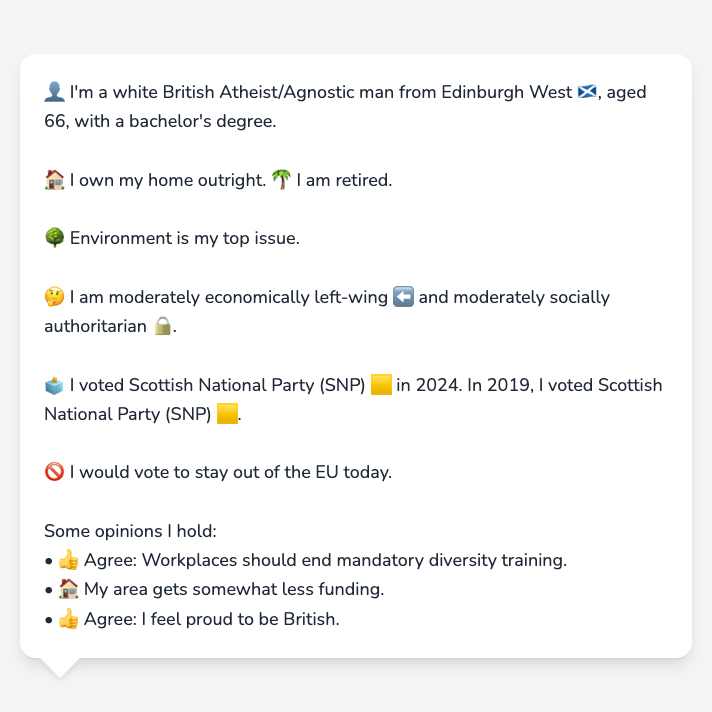 👤 I'm a white British Atheist/Agnostic man from Edinburgh West 🏴󠁧󠁢󠁳󠁣󠁴󠁿, aged
66, with a bachelor's degree.
🏠 I own my home outright. 🌴 I am retired.
🌳 Environment is my top issue.
🤔 I am moderately economically left-wing ⬅️ and moderately socially
authoritarian 🔒.
🗳️ I voted Scottish National Party (SNP) 🟨 in 2024. In 2019, I voted Scottish
National Party (SNP) 🟨.
🚫 I would vote to stay out of the EU today.
Some opinions I hold:
• 👍 Agree: Workplaces should end mandatory diversity training.
• 🏠 My area gets somewhat less funding.
• 👍 Agree: I feel proud to be British.